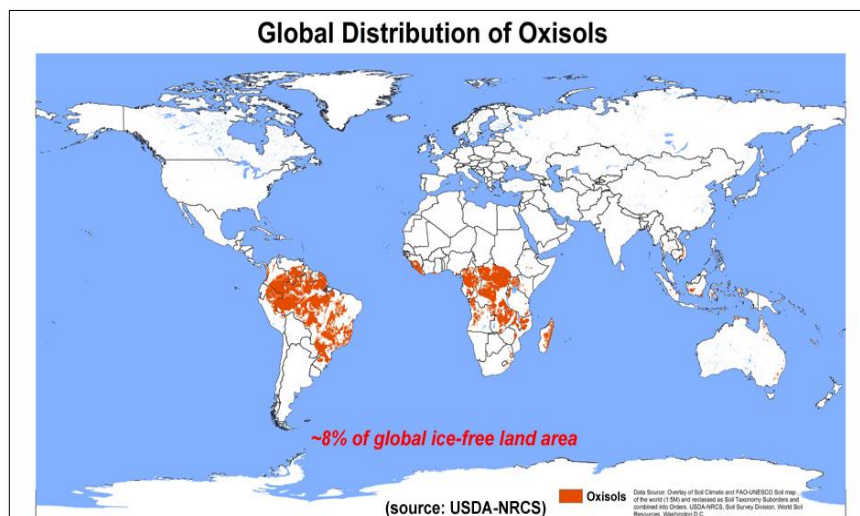 Global Distribution of Oxisols
~8% of global ice-free land area
(source: USDA-NRCS)
Oxisols
Data Source: Overlay of Soil Climate and FAO-UNESCO Soil map
of the world (1:5M) and reclassed as Soil Taxonomy Suborders and
combined into Orders. USDA-NRCS, Soil Survey Division, World Soil
Resources, Washington D.C.